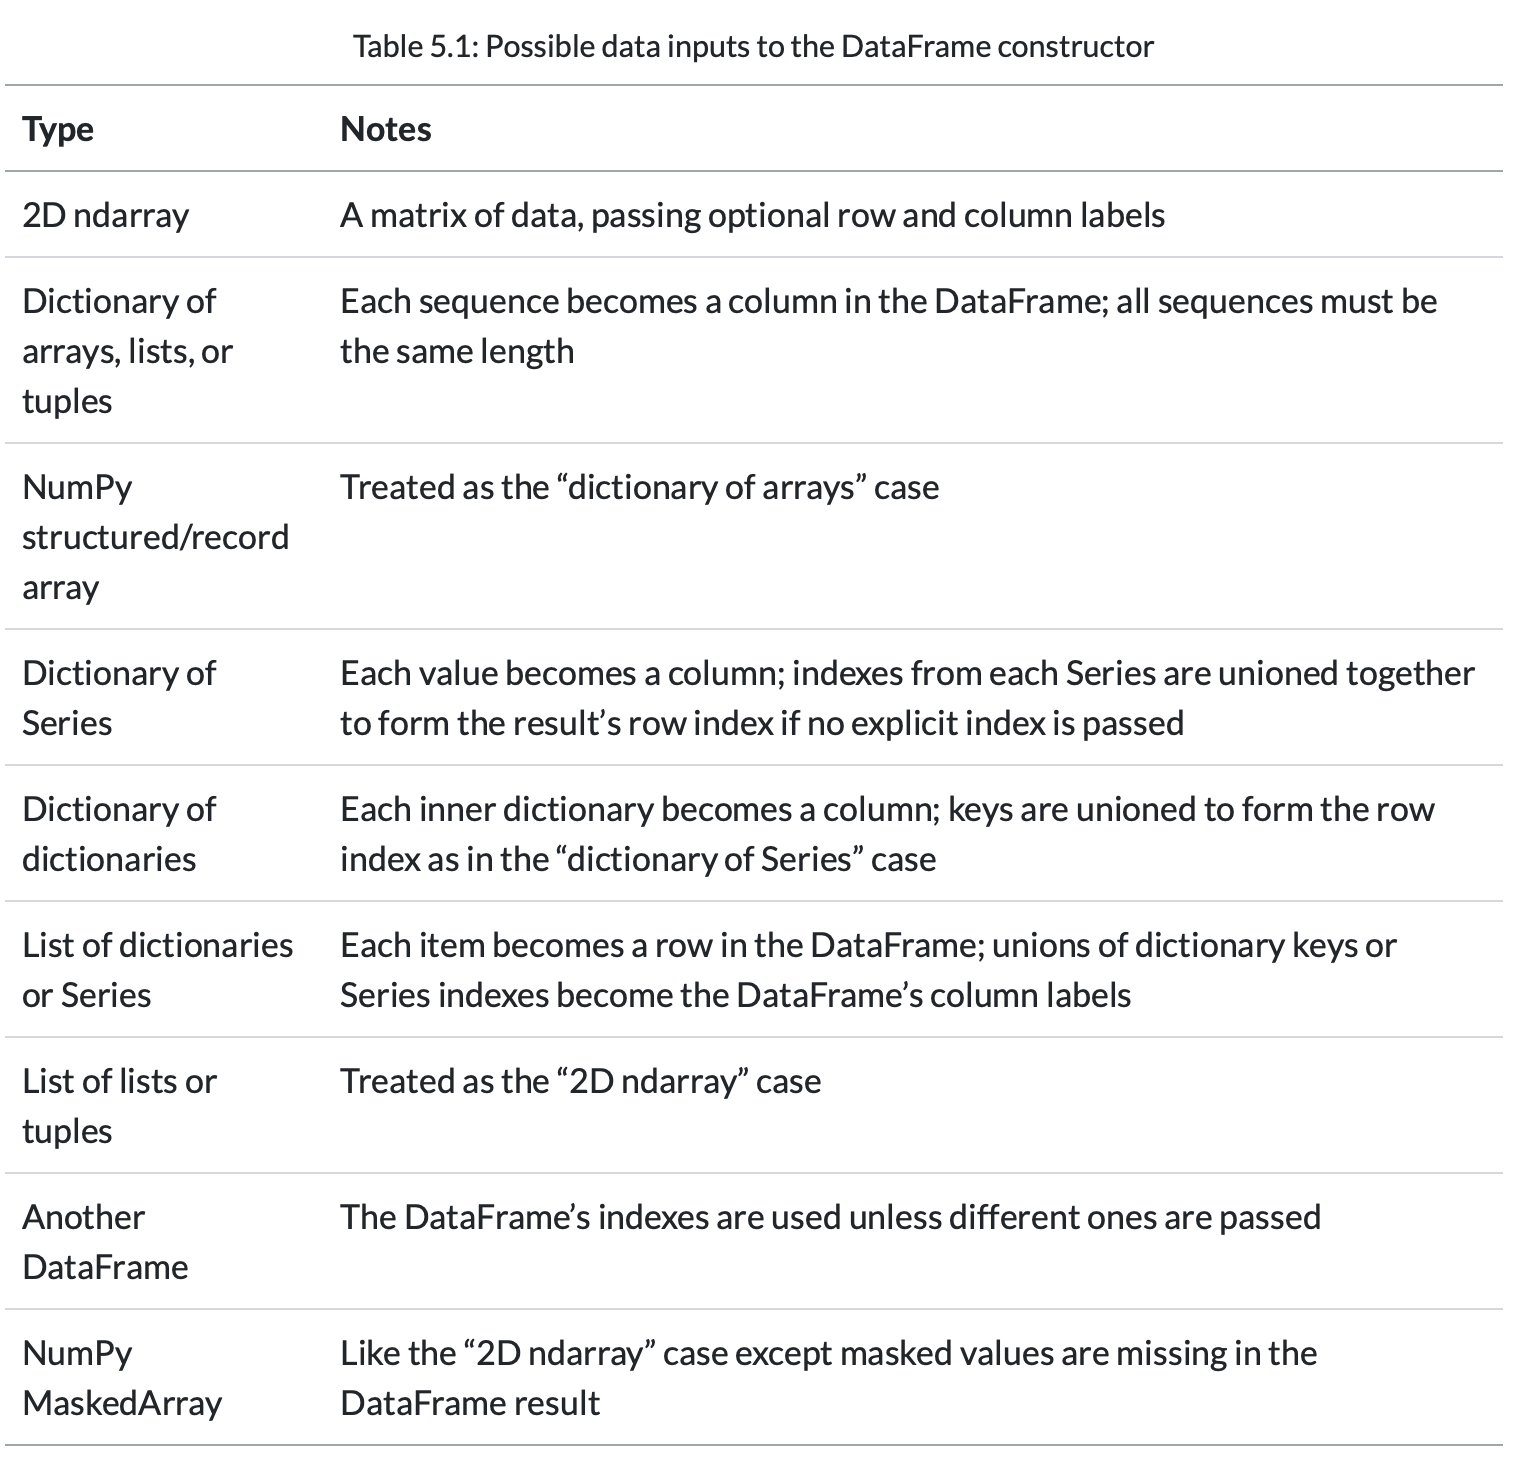 Table 5.1: Possible data inputs to the DataFrame constructor
Type Notes
2D ndarray A matrix of data, passing optional row and column labels
Dictionary of Each sequence becomes a column in the DataFrame; all sequences must be
arrays, lists, or the same length
tuples
NumPy Treated as the “dictionary of arrays” case
structured/record
array
Dictionary of Each value becomes a column; indexes from each Series are unioned together
Series to form the result’s row index if no explicit index is passed
Dictionary of Each inner dictionary becomes a column; keys are unioned to form the row
dictionaries index as in the “dictionary of Series” case
List of dictionaries Each item becomes a row in the DataFrame; unions of dictionary keys or
or Series Series indexes become the DataFrame’s column labels
List of lists or Treated as the “2D ndarray” case
tuples
Another The DataFrame’s indexes are used unless different ones are passed
DataFrame
NumPy Like the “2D ndarray” case except masked values are missing in the
MaskedArray DataFrame result